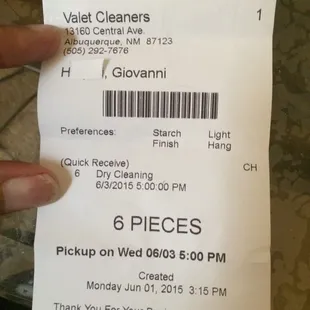 Valet Cleaners 1
13160 Central Ave
Albuquerque, NM 87123
(505) 292-7676
H Giovanni
Preferences: Starch Light
Finish Hang
(Quick Receive) CH
6 Dry Cleaning
6/3/2015 5:00:00 PM
6 PIECES
Pickup on Wed 06/03 5:00 PM
Created
Monday Jun 01, 2015 3:15 PM
Thank You For Your